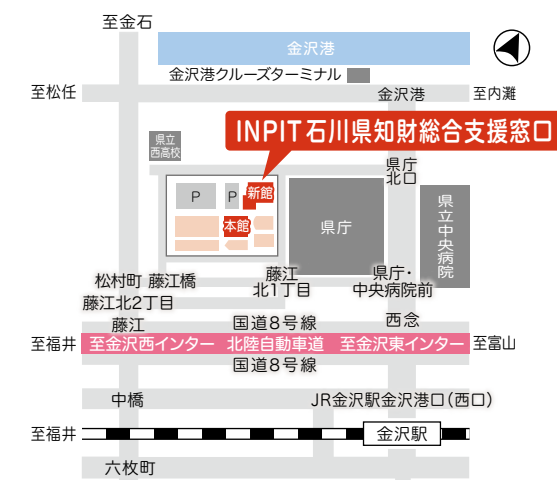 至金石
金沢港
金沢港クルーズターミナル
至松任
金沢港
至内灘
INPIT石川県知財総合支援窓口
県立
西高校
県庁
北口
P
P
新館
本館
県庁
県立中央病院
松村町
藤江橋
藤江
北1丁目
県庁・
中央病院前
藤江北2丁目
藤江
国道8号線
西念
至福井
至金沢西インター
北陸自動車道
至金沢東インター
至富山
国道8号線
中橋
JR金沢駅金沢港口(西口)
至福井
金沢駅
六枚町